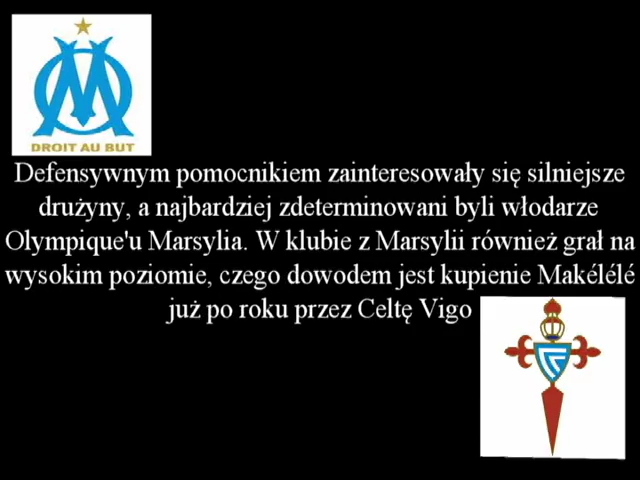 DROIT AU BUT
Defensywnym pomocnikiem zainteresowały się silniejsze
drużyny, a najbardziej zdeterminowani byli włodarze
Olympique'u Marsylia. W klubie z Marsylii również grał na
wysokim poziomie, czego dowodem jest kupienie Makélélé
już po roku przez Celtę Vigo